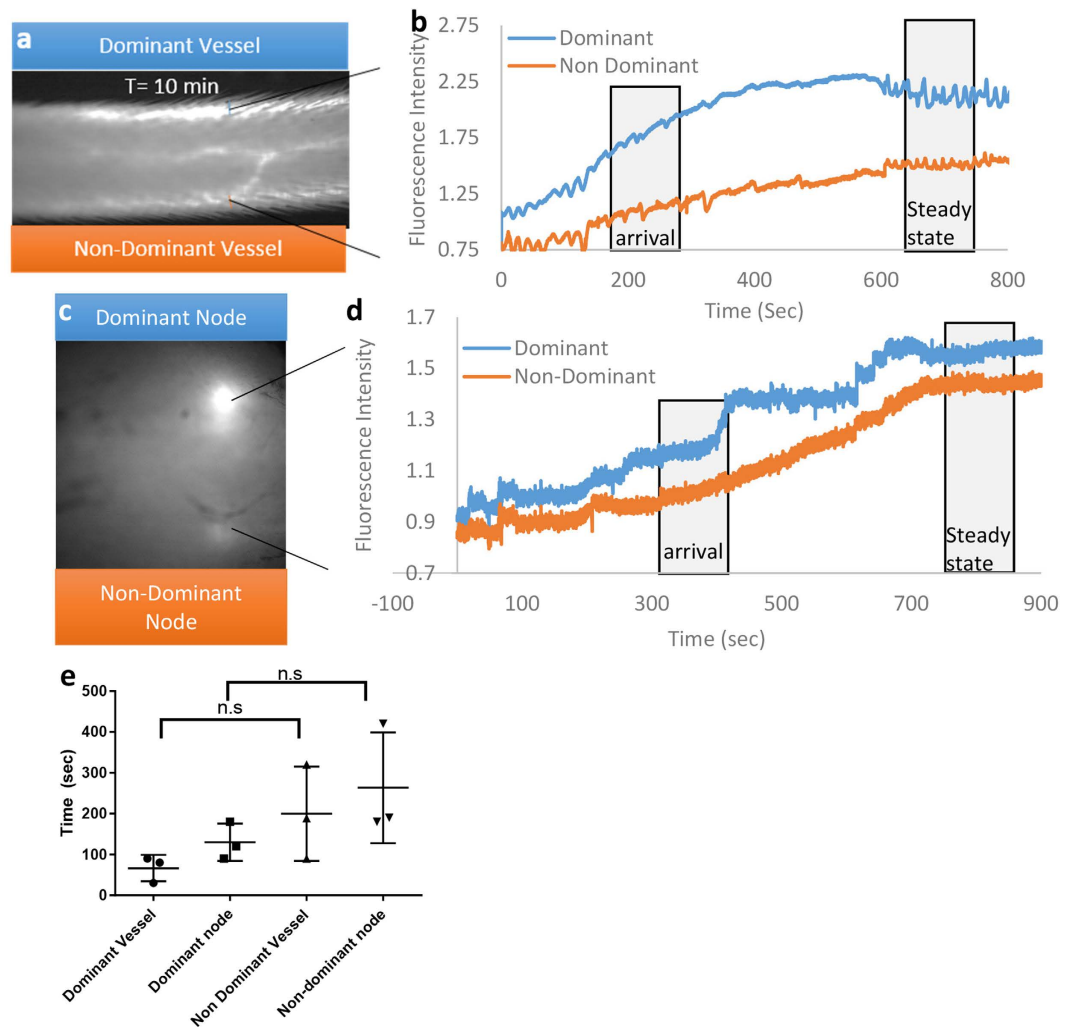 a
Dominant Vessel
T= 10 min
Non-Dominant Vessel
b
Fluorescence Intensity
2.75
2.25
1.75
1.25
0.75
Dominant
Non Dominant
arrival
Steady
state
0
200
400
600
800
Time (Sec)
c
Dominant Node
Non-Dominant
Node
d
Fluorescence Intensity
1.7
1.5
1.3
1.1
0.9
0.7
Dominant
Non-Dominant
arrival
Steady
state
-100
100
300
500
700
900
Time (sec)
e
n.s
n.s
Time (sec)
500
400
300
200
100
0
Dominant Vessel
Dominant node
Non Dominant Vessel
Non-dominant node